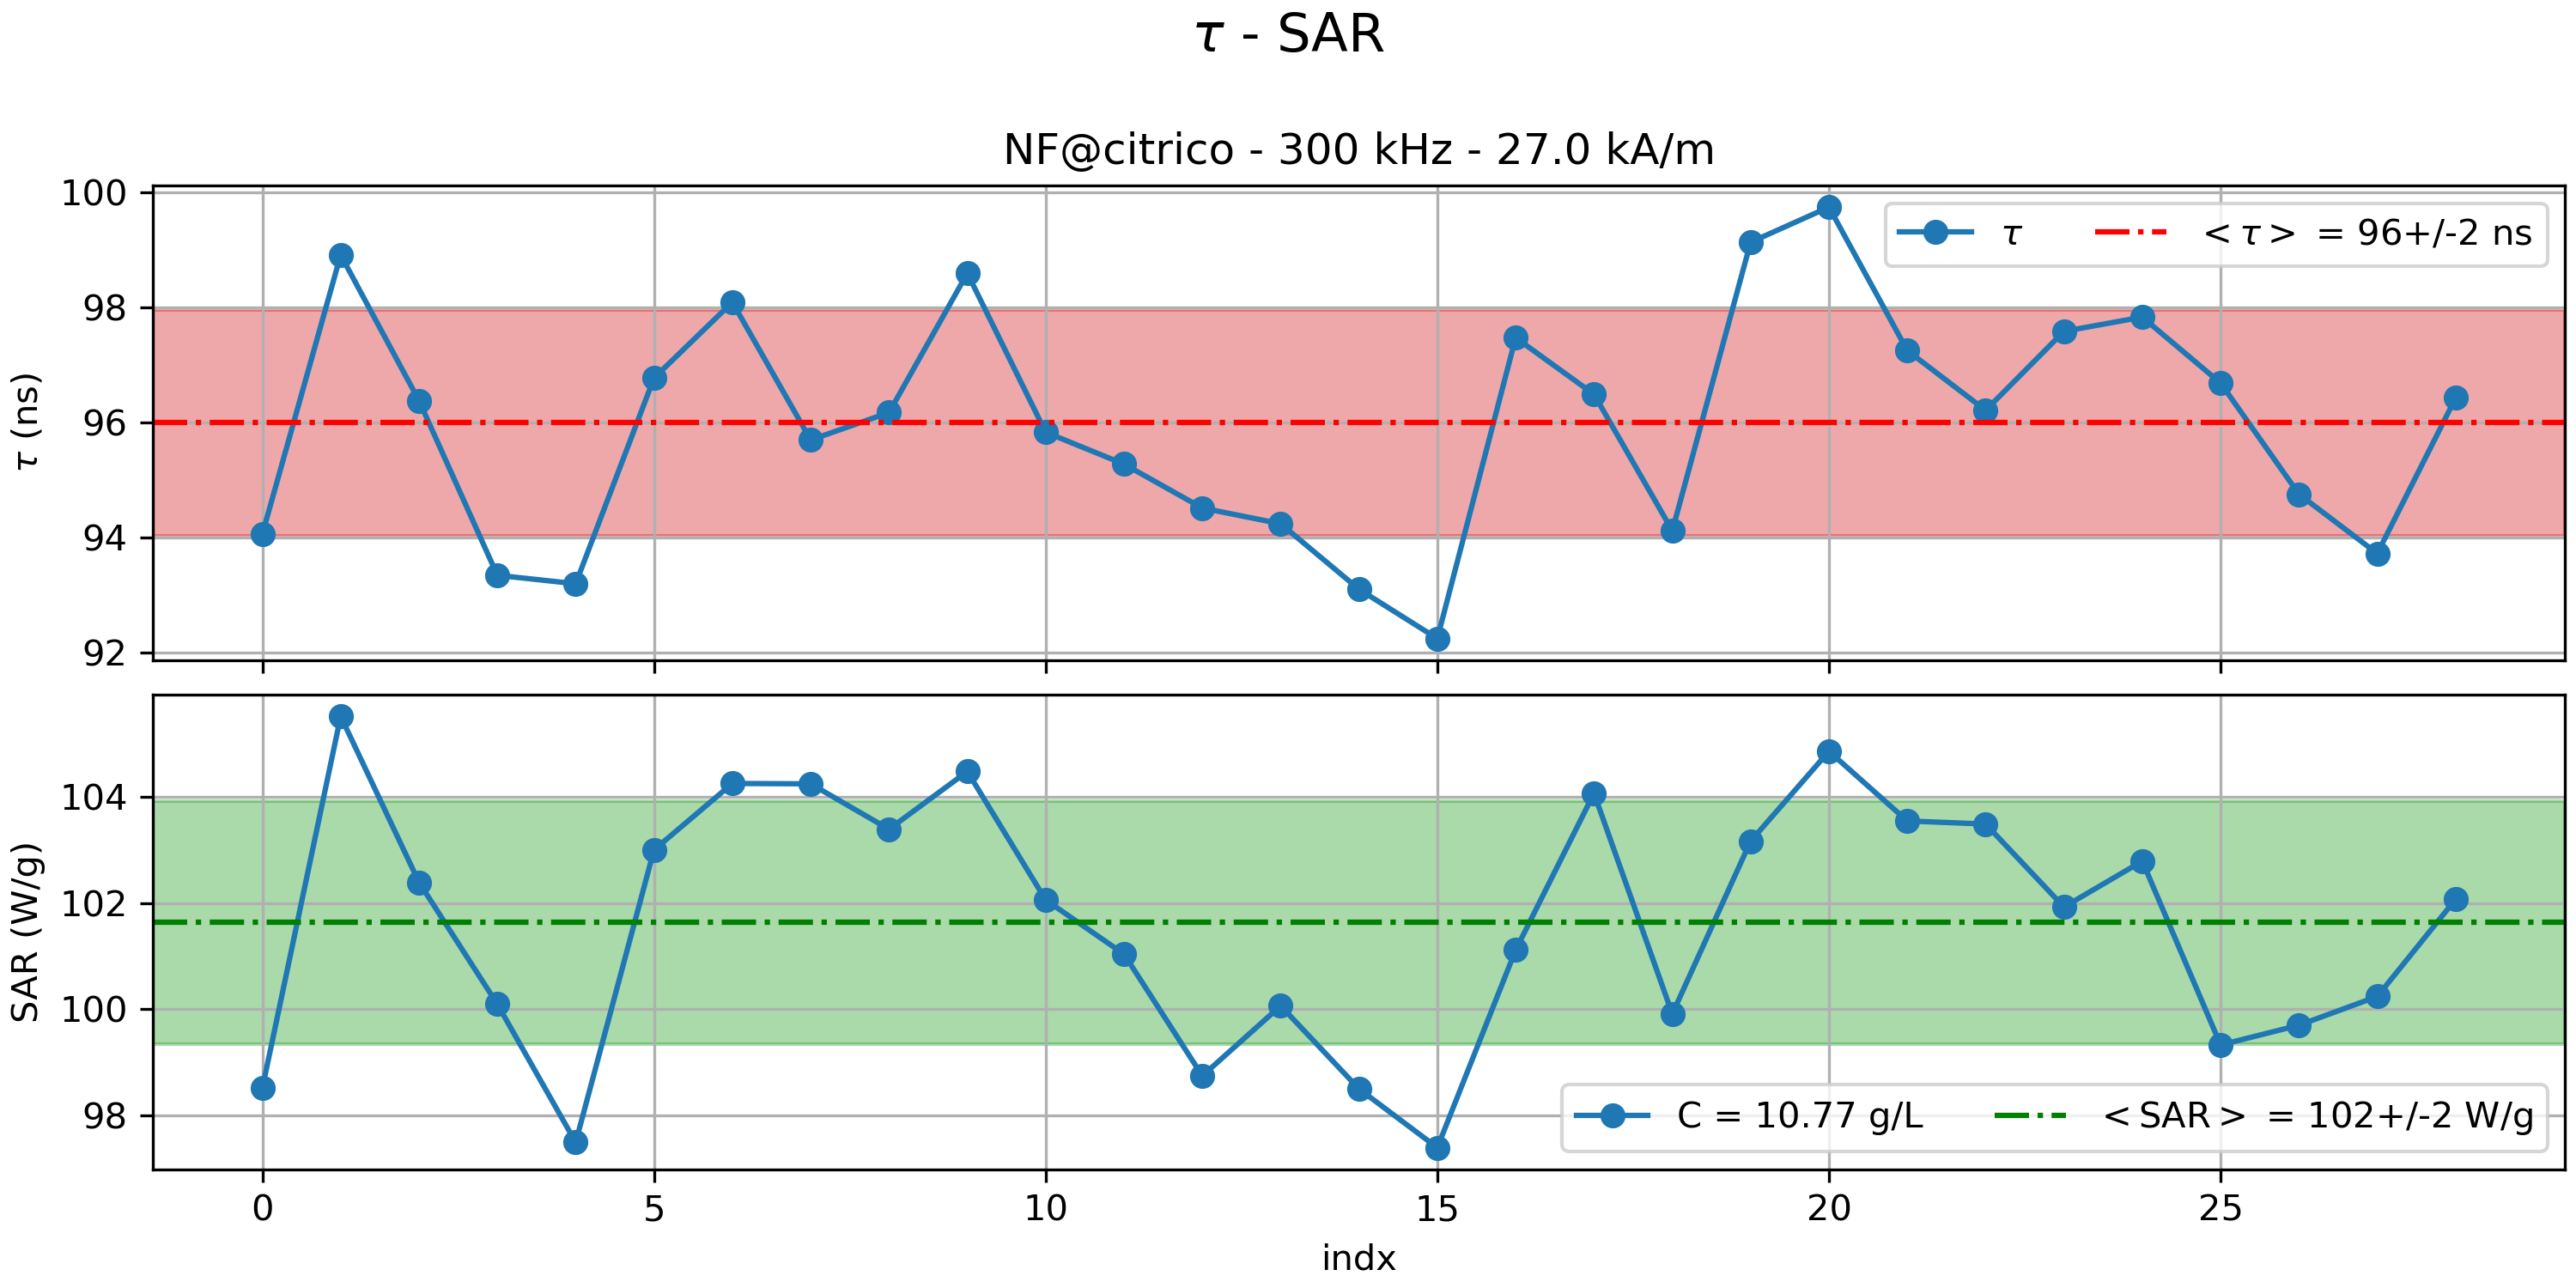 τ - SAR
NF@citrico - 300 kHz - 27.0 kA/m
100
98
96
94
92
τ (ns)
τ
<τ> = 96+/-2 ns
104
102
100
98
SAR (W/g)
C = 10.77 g/L
<SAR> = 102+/-2 W/g
0 5 10 15 20 25
indx